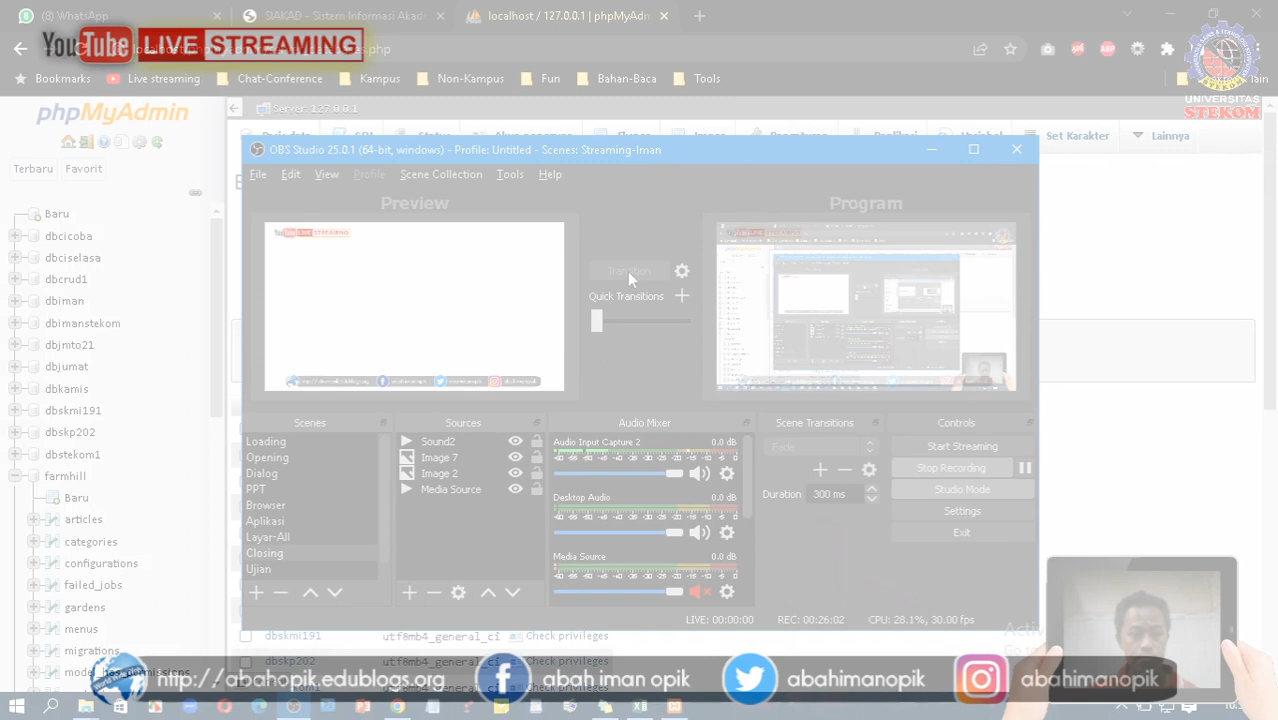 (8) WhatsApp
SIAKAD - Sistem Informasi Akade
localhost / 127.0.0.1 | phpMyAdm
YouTube LIVE STREAMING
Bookmarks
Live streaming
Chat-Conference
Kampus
Non-Kampus
Fun
Bahan-Baca
Tools
UNIVERSITAS
STEKOM
phpMyAdmin
Server: 127.0.0.1
Set Karakter
Lainnya
Terbaru
Favorit
Baru
dbcicoba
dbciselasa
dbcrud1
dbiman
dbimanstekom
dbjmto21
dbjumat
dbkamis
dbskmi191
dbskp202
dbstekom1
farmhill
Baru
articles
categories
configurations
failed_jobs
gardens
menus
migrations
model_has_permissions
OBS Studio 25.0.1 (64-bit, windows) - Profile: Untitled - Scenes: Streaming-Iman
File
Edit
View
Profile
Scene Collection
Tools
Help
Preview
Program
Transition
Quick Transitions
Scenes
Loading
Opening
Dialog
PPT
Browser
Aplikasi
Layar-All
Closing
Ujian
Sources
Sound2
Image 7
Image 2
Media Source
Audio Mixer
Audio Input Capture 2
0.0 dB
Desktop Audio
0.0 dB
Media Source
0.0 dB
Scene Transitions
Fade
Duration
300 ms
Controls
Start Streaming
Stop Recording
Studio Mode
Settings
Exit
LIVE: 00:00:00
REC: 00:26:02
CPU: 28.1%, 30.00 fps
dbskmi191
utf8mb4_general_ci
Check privileges
dbskp202
utf8mb4_general_ci
Check privileges
http://abahopik.edublogs.org
abah iman opik
abahimanopik
abahimanopik